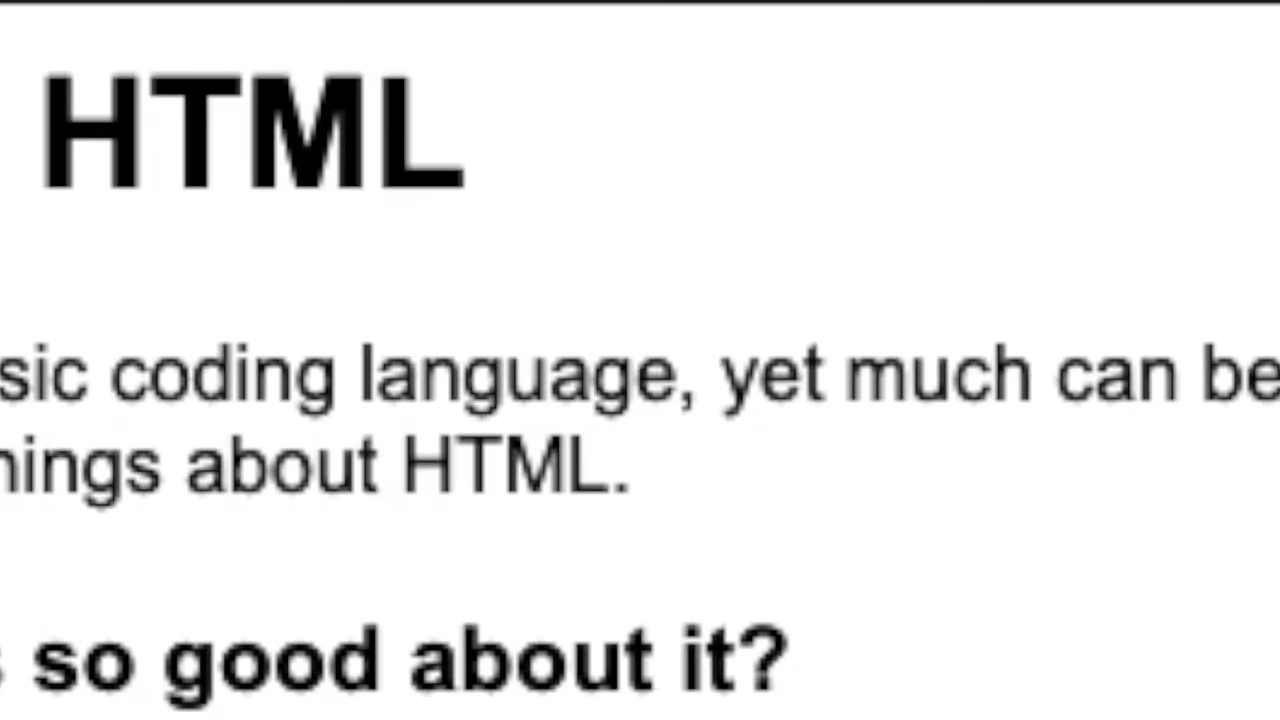 HTML
sic coding language, yet much can be
hings about HTML.
so good about it?